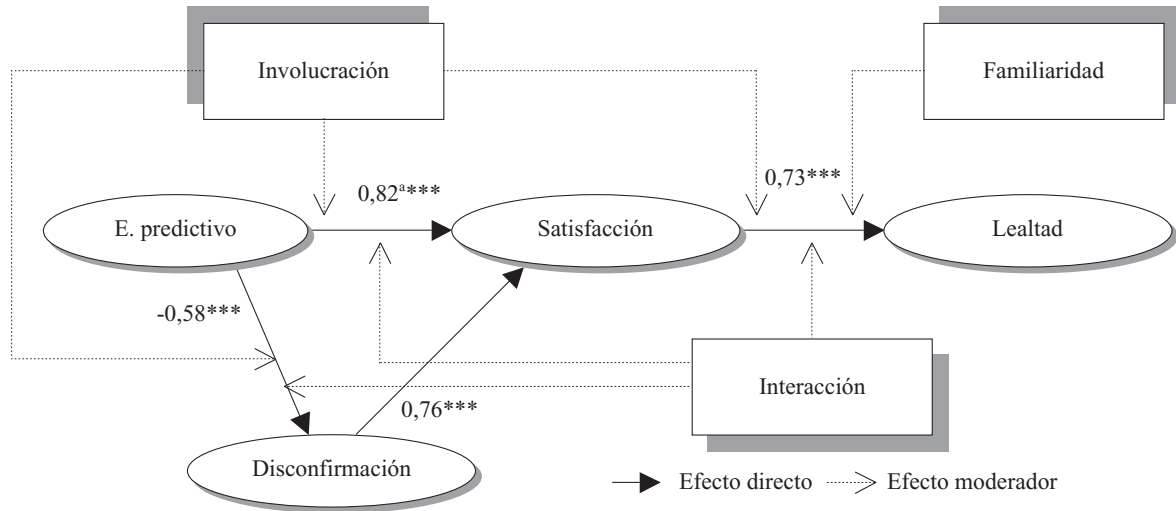 Involucración
Familiaridad
0,82ª***
0,73***
E. predictivo
Satisfacción
Lealtad
-0,58***
Interacción
0,76***
Disconfirmación
Efecto directo
Efecto moderador